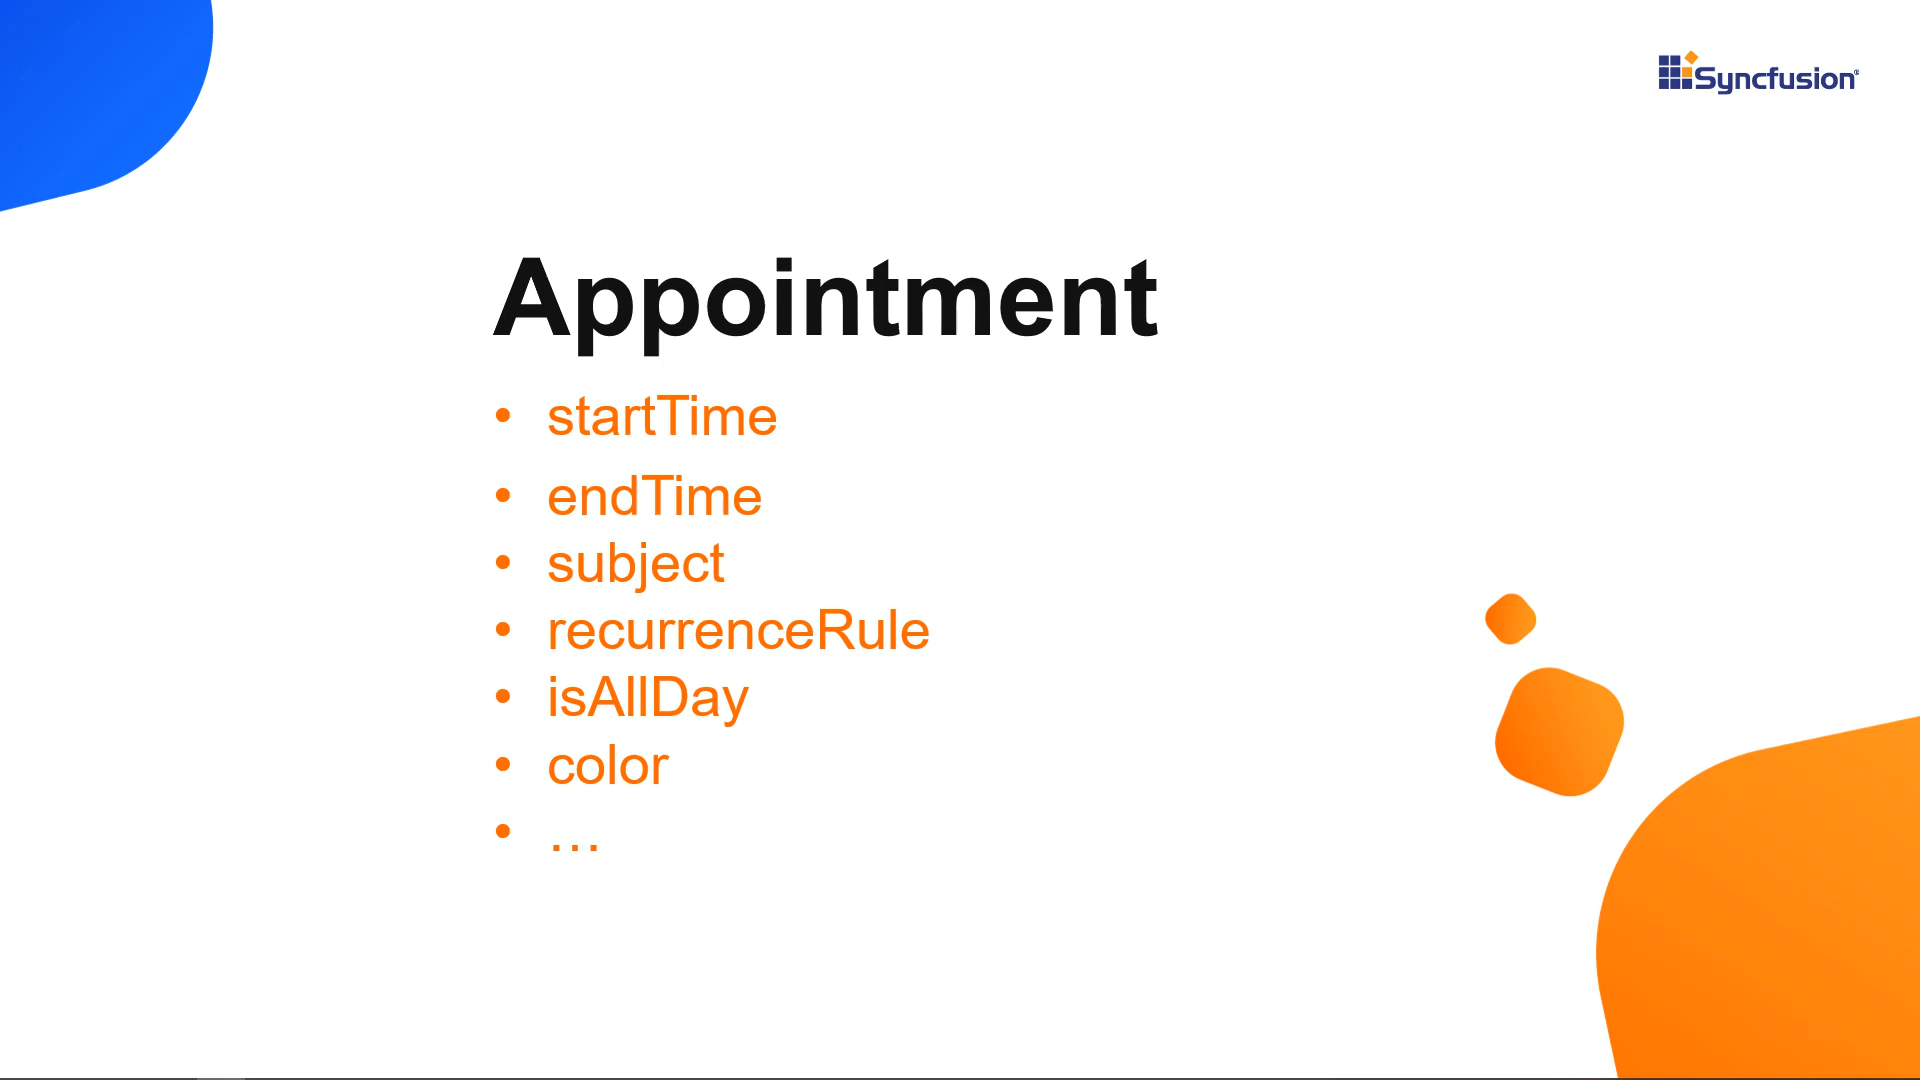 Syncfusion®
Appointment
• startTime
• endTime
• subject
• recurrenceRule
• isAllDay
• color
• ...